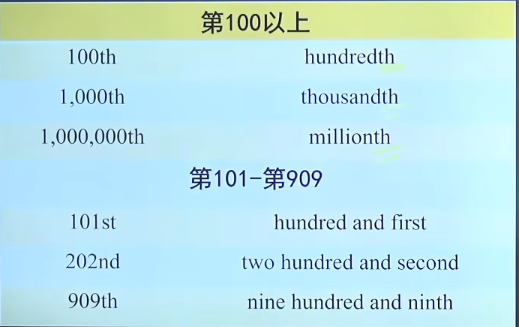 第100以上
100th hundredth
1,000th thousandth
1,000,000th millionth
第101-第909
101st hundred and first
202nd two hundred and second
909th nine hundred and ninth